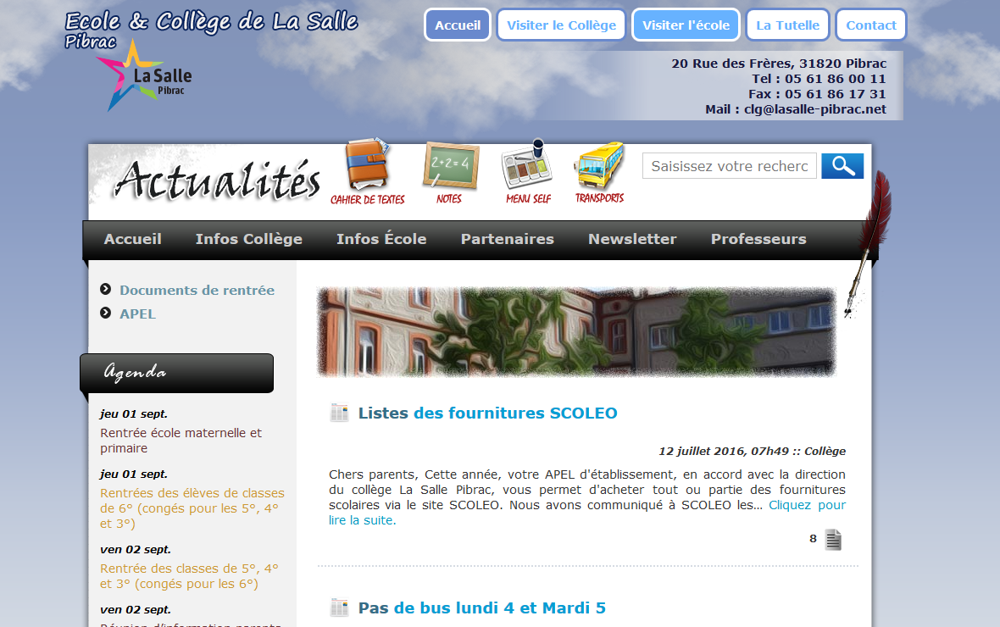 Ecole & Collège de La Salle
Pibrac
La Salle
Pibrac
Accueil
Visiter le Collège
Visiter l'école
La Tutelle
Contact
20 Rue des Frères, 31820 Pibrac
Tel : 05 61 86 00 11
Fax : 05 61 86 17 31
Mail : clg@lasalle-pibrac.net
Actualités
2+2=4
CAHIER DE TEXTES
NOTES
MENU SELF
TRANSPORTS
Saisissez votre recherc
Accueil
Infos Collège
Infos École
Partenaires
Newsletter
Professeurs
Documents de rentrée
APEL
Agenda
jeu 01 sept.
Rentrée école maternelle et
primaire
jeu 01 sept.
Rentrées des élèves de classes
de 6° (congés pour les 5°, 4°
et 3°)
ven 02 sept.
Rentrée des classes de 5°, 4°
et 3° (congés pour les 6°)
ven 02 sept.
Réunion d'information parents
Listes des fournitures SCOLEO
12 juillet 2016, 07h49 :: Collège
Chers parents, Cette année, votre APEL d'établissement, en accord avec la direction
du collège La Salle Pibrac, vous permet d'acheter tout ou partie des fournitures
scolaires via le site SCOLEO. Nous avons communiqué à SCOLEO les... Cliquez pour
lire la suite.
8
Pas de bus lundi 4 et Mardi 5